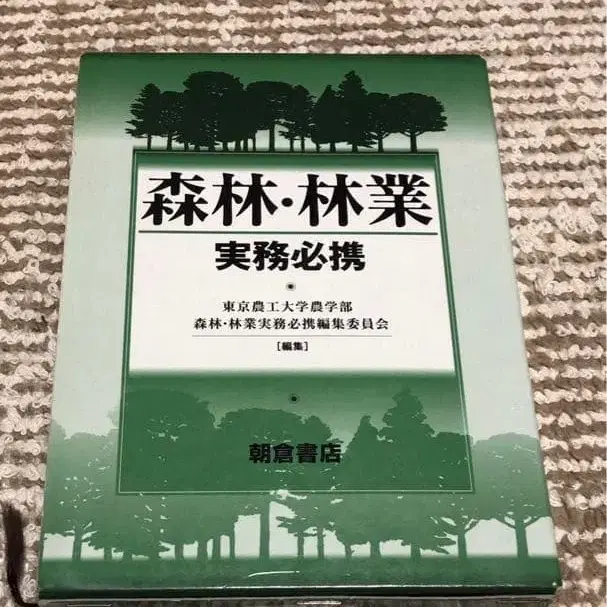 森林・林業
実務必携
東京農工大学農学部
森林・林業実務必携編集委員会
[編集]
朝倉書店